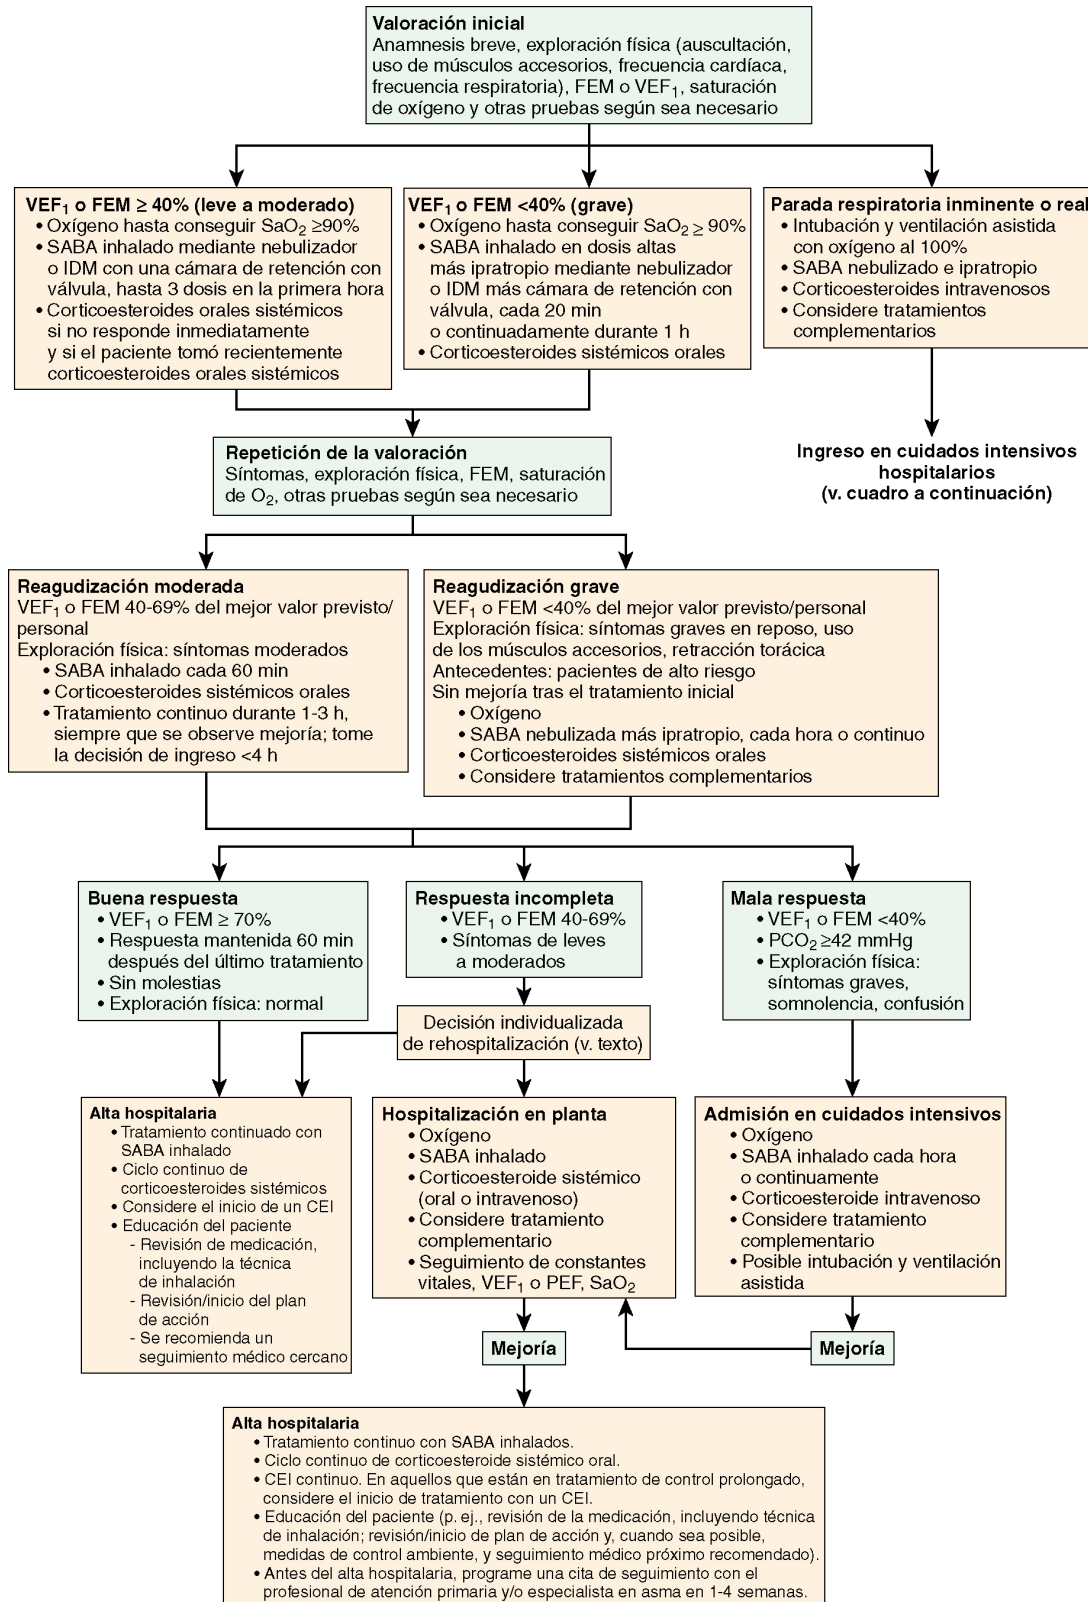 Valoración inicial
Anamnesis breve, exploración física (auscultación,
uso de músculos accesorios, frecuencia cardíaca,
frecuencia respiratoria), FEM o VEF₁, saturación
de oxígeno y otras pruebas según sea necesario
VEF₁ o FEM ≥ 40% (leve a moderado)
• Oxígeno hasta conseguir SaO₂ ≥90%
• SABA inhalado mediante nebulizador
o IDM con una cámara de retención con
válvula, hasta 3 dosis en la primera hora
• Corticoesteroides orales sistémicos
si no responde inmediatamente
y si el paciente tomó recientemente
corticoesteroides orales sistémicos
VEF₁ o FEM <40% (grave)
• Oxígeno hasta conseguir SaO₂ ≥ 90%
• SABA inhalado en dosis altas
más ipratropio mediante nebulizador
o IDM más cámara de retención con
válvula, cada 20 min
o continuadamente durante 1 h
• Corticoesteroides sistémicos orales
Parada respiratoria inminente o real
• Intubación y ventilación asistida
con oxígeno al 100%
• SABA nebulizado e ipratropio
• Corticoesteroides intravenosos
• Considere tratamientos
complementarios
Ingreso en cuidados intensivos
hospitalarios
(v. cuadro a continuación)
Repetición de la valoración
Síntomas, exploración física, FEM, saturación
de O₂, otras pruebas según sea necesario
Reagudización moderada
VEF₁ o FEM 40-69% del mejor valor previsto/
personal
Exploración física: síntomas moderados
• SABA inhalado cada 60 min
• Corticoesteroides sistémicos orales
• Tratamiento continuo durante 1-3 h,
siempre que se observe mejoría; tome
la decisión de ingreso <4 h
Reagudización grave
VEF₁ o FEM <40% del mejor valor previsto/personal
Exploración física: síntomas graves en reposo, uso
de los músculos accesorios, retracción torácica
Antecedentes: pacientes de alto riesgo
Sin mejoría tras el tratamiento inicial
• Oxígeno
• SABA nebulizada más ipratropio, cada hora o continuo
• Corticoesteroides sistémicos orales
• Considere tratamientos complementarios
Buena respuesta
• VEF₁ o FEM ≥ 70%
• Respuesta mantenida 60 min
después del último tratamiento
• Sin molestias
• Exploración física: normal
Respuesta incompleta
• VEF₁ o FEM 40-69%
• Síntomas de leves
a moderados
Mala respuesta
• VEF₁ o FEM <40%
• PCO₂ ≥42 mmHg
• Exploración física:
síntomas graves,
somnolencia, confusión
Decisión individualizada
de rehospitalización (v. texto)
Alta hospitalaria
• Tratamiento continuado con
SABA inhalado
• Ciclo continuo de
corticoesteroides sistémicos
• Considere el inicio de un CEI
• Educación del paciente
- Revisión de medicación,
incluyendo la técnica
de inhalación
- Revisión/inicio del plan
de acción
- Se recomienda un
seguimiento médico cercano
Hospitalización en planta
• Oxígeno
• SABA inhalado
• Corticoesteroide sistémico
(oral o intravenoso)
• Considere tratamiento
complementario
• Seguimiento de constantes
vitales, VEF₁ o PEF, SaO₂
Admisión en cuidados intensivos
• Oxígeno
• SABA inhalado cada hora
o continuamente
• Corticoesteroide intravenoso
• Considere tratamiento
complementario
• Posible intubación y ventilación
asistida
Mejoría
Mejoría
Alta hospitalaria
• Tratamiento continuo con SABA inhalados.
• Ciclo continuo de corticoesteroide sistémico oral.
• CEI continuo. En aquellos que están en tratamiento de control prolongado,
considere el inicio de tratamiento con un CEI.
• Educación del paciente (p. ej., revisión de la medicación, incluyendo técnica
de inhalación; revisión/inicio de plan de acción y, cuando sea posible,
medidas de control ambiente, y seguimiento médico próximo recomendado).
• Antes del alta hospitalaria, programe una cita de seguimiento con el
profesional de atención primaria y/o especialista en asma en 1-4 semanas.